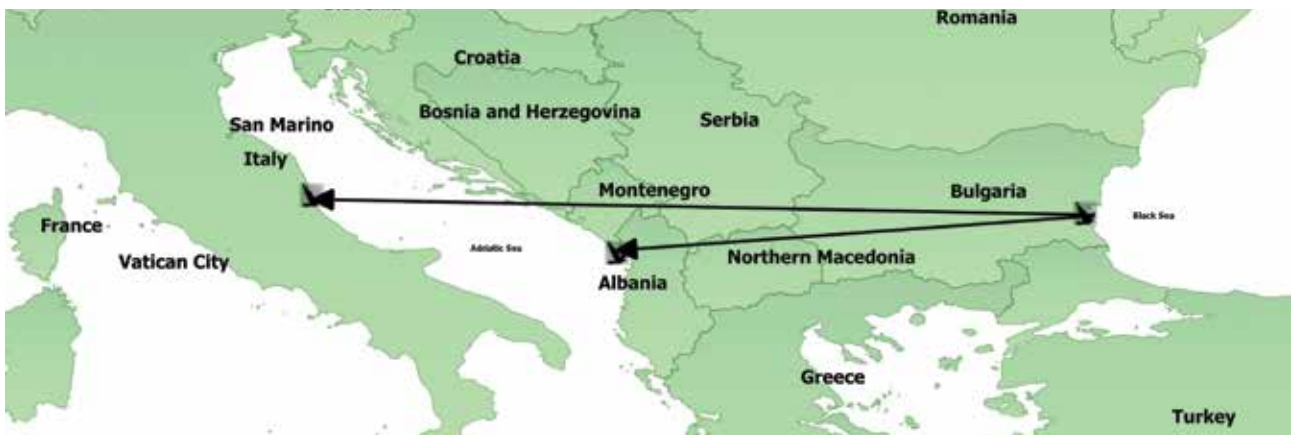 Romania
Croatia
Bosnia and Herzegovina
Serbia
San Marino
Italy
Montenegro
Bulgaria
Black Sea
France
Adriatic Sea
Vatican City
Northern Macedonia
Albania
Greece
Turkey